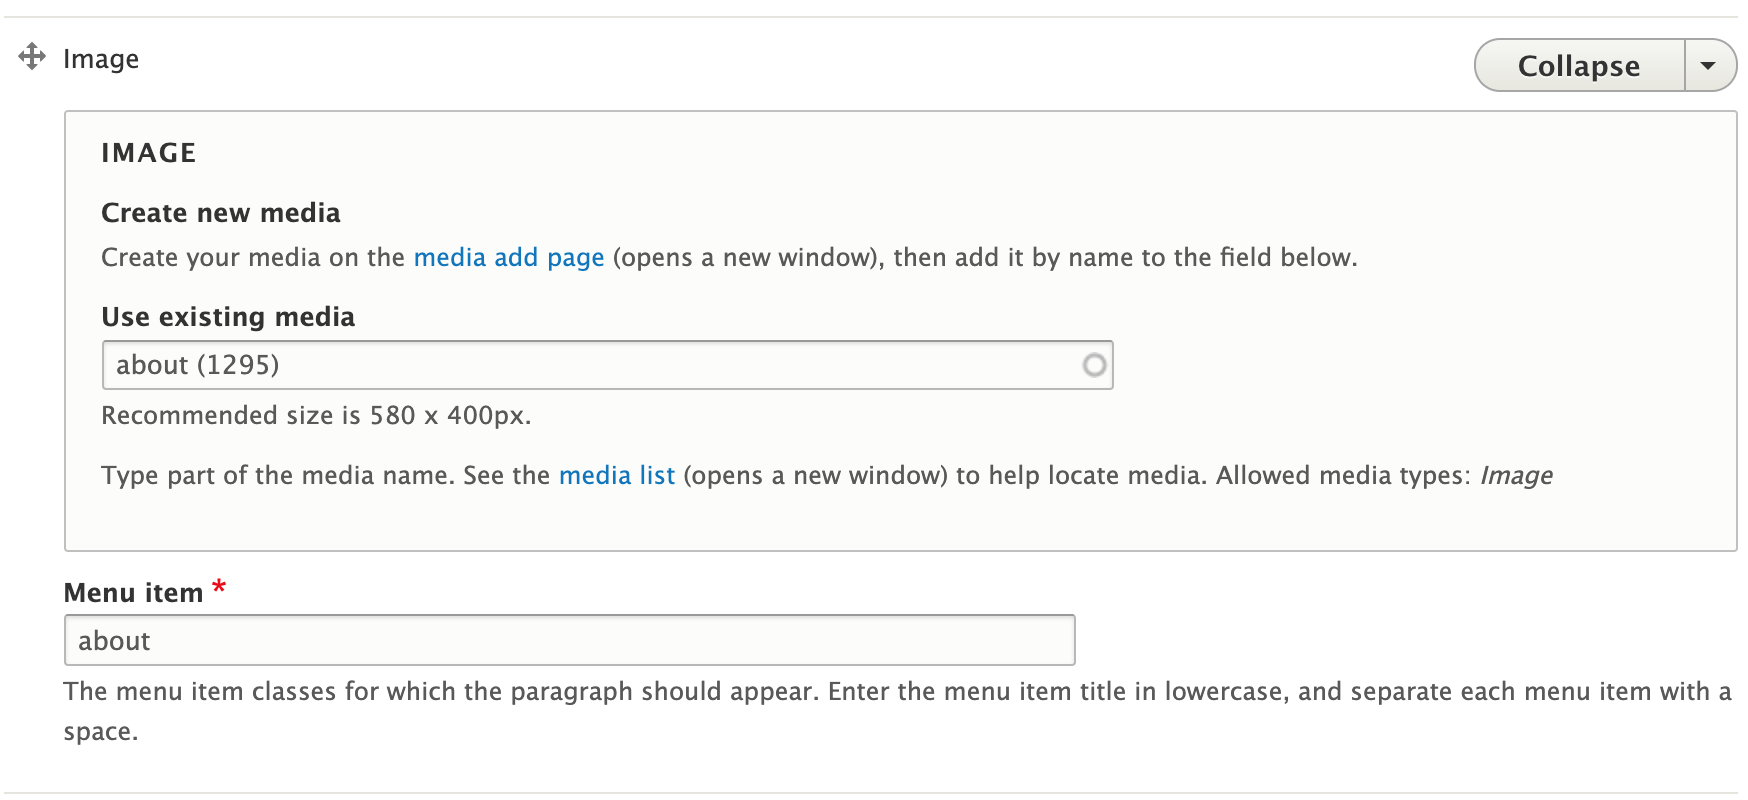 Image
Collapse
IMAGE
Create new media
Create your media on the media add page (opens a new window), then add it by name to the field below.
Use existing media
about (1295)
Recommended size is 580 x 400px.
Type part of the media name. See the media list (opens a new window) to help locate media. Allowed media types: Image
Menu item *
about
The menu item classes for which the paragraph should appear. Enter the menu item title in lowercase, and separate each menu item with a
space.